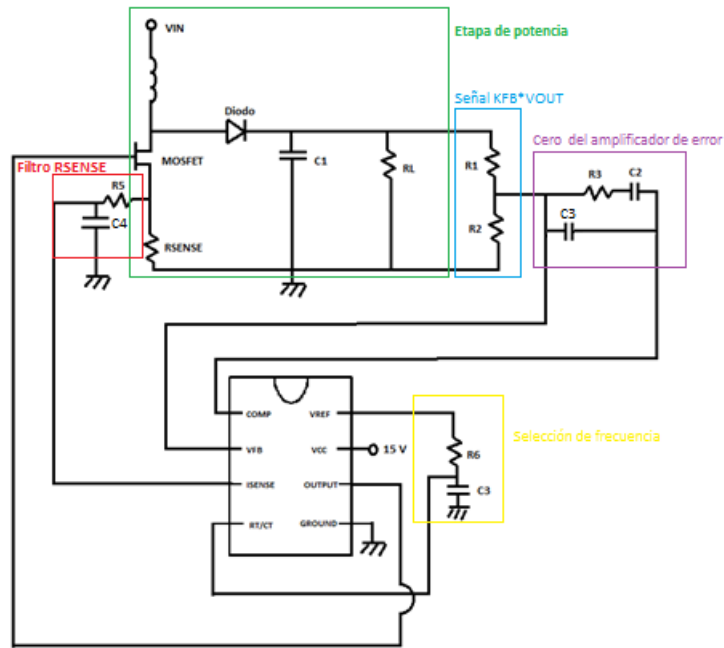 VIN
Etapa de potencia
Señal KFB*VOUT
Diodo
Cero del amplificador de error
MOSFET
C1
RL
R1
R3
C2
Filtro RSENSE
R5
C4
RSENSE
R2
C3
COMP
VREF
VFB
VCC
15 V
ISENSE
OUTPUT
RT/CT
GROUND
R6
C3
Selección de frecuencia